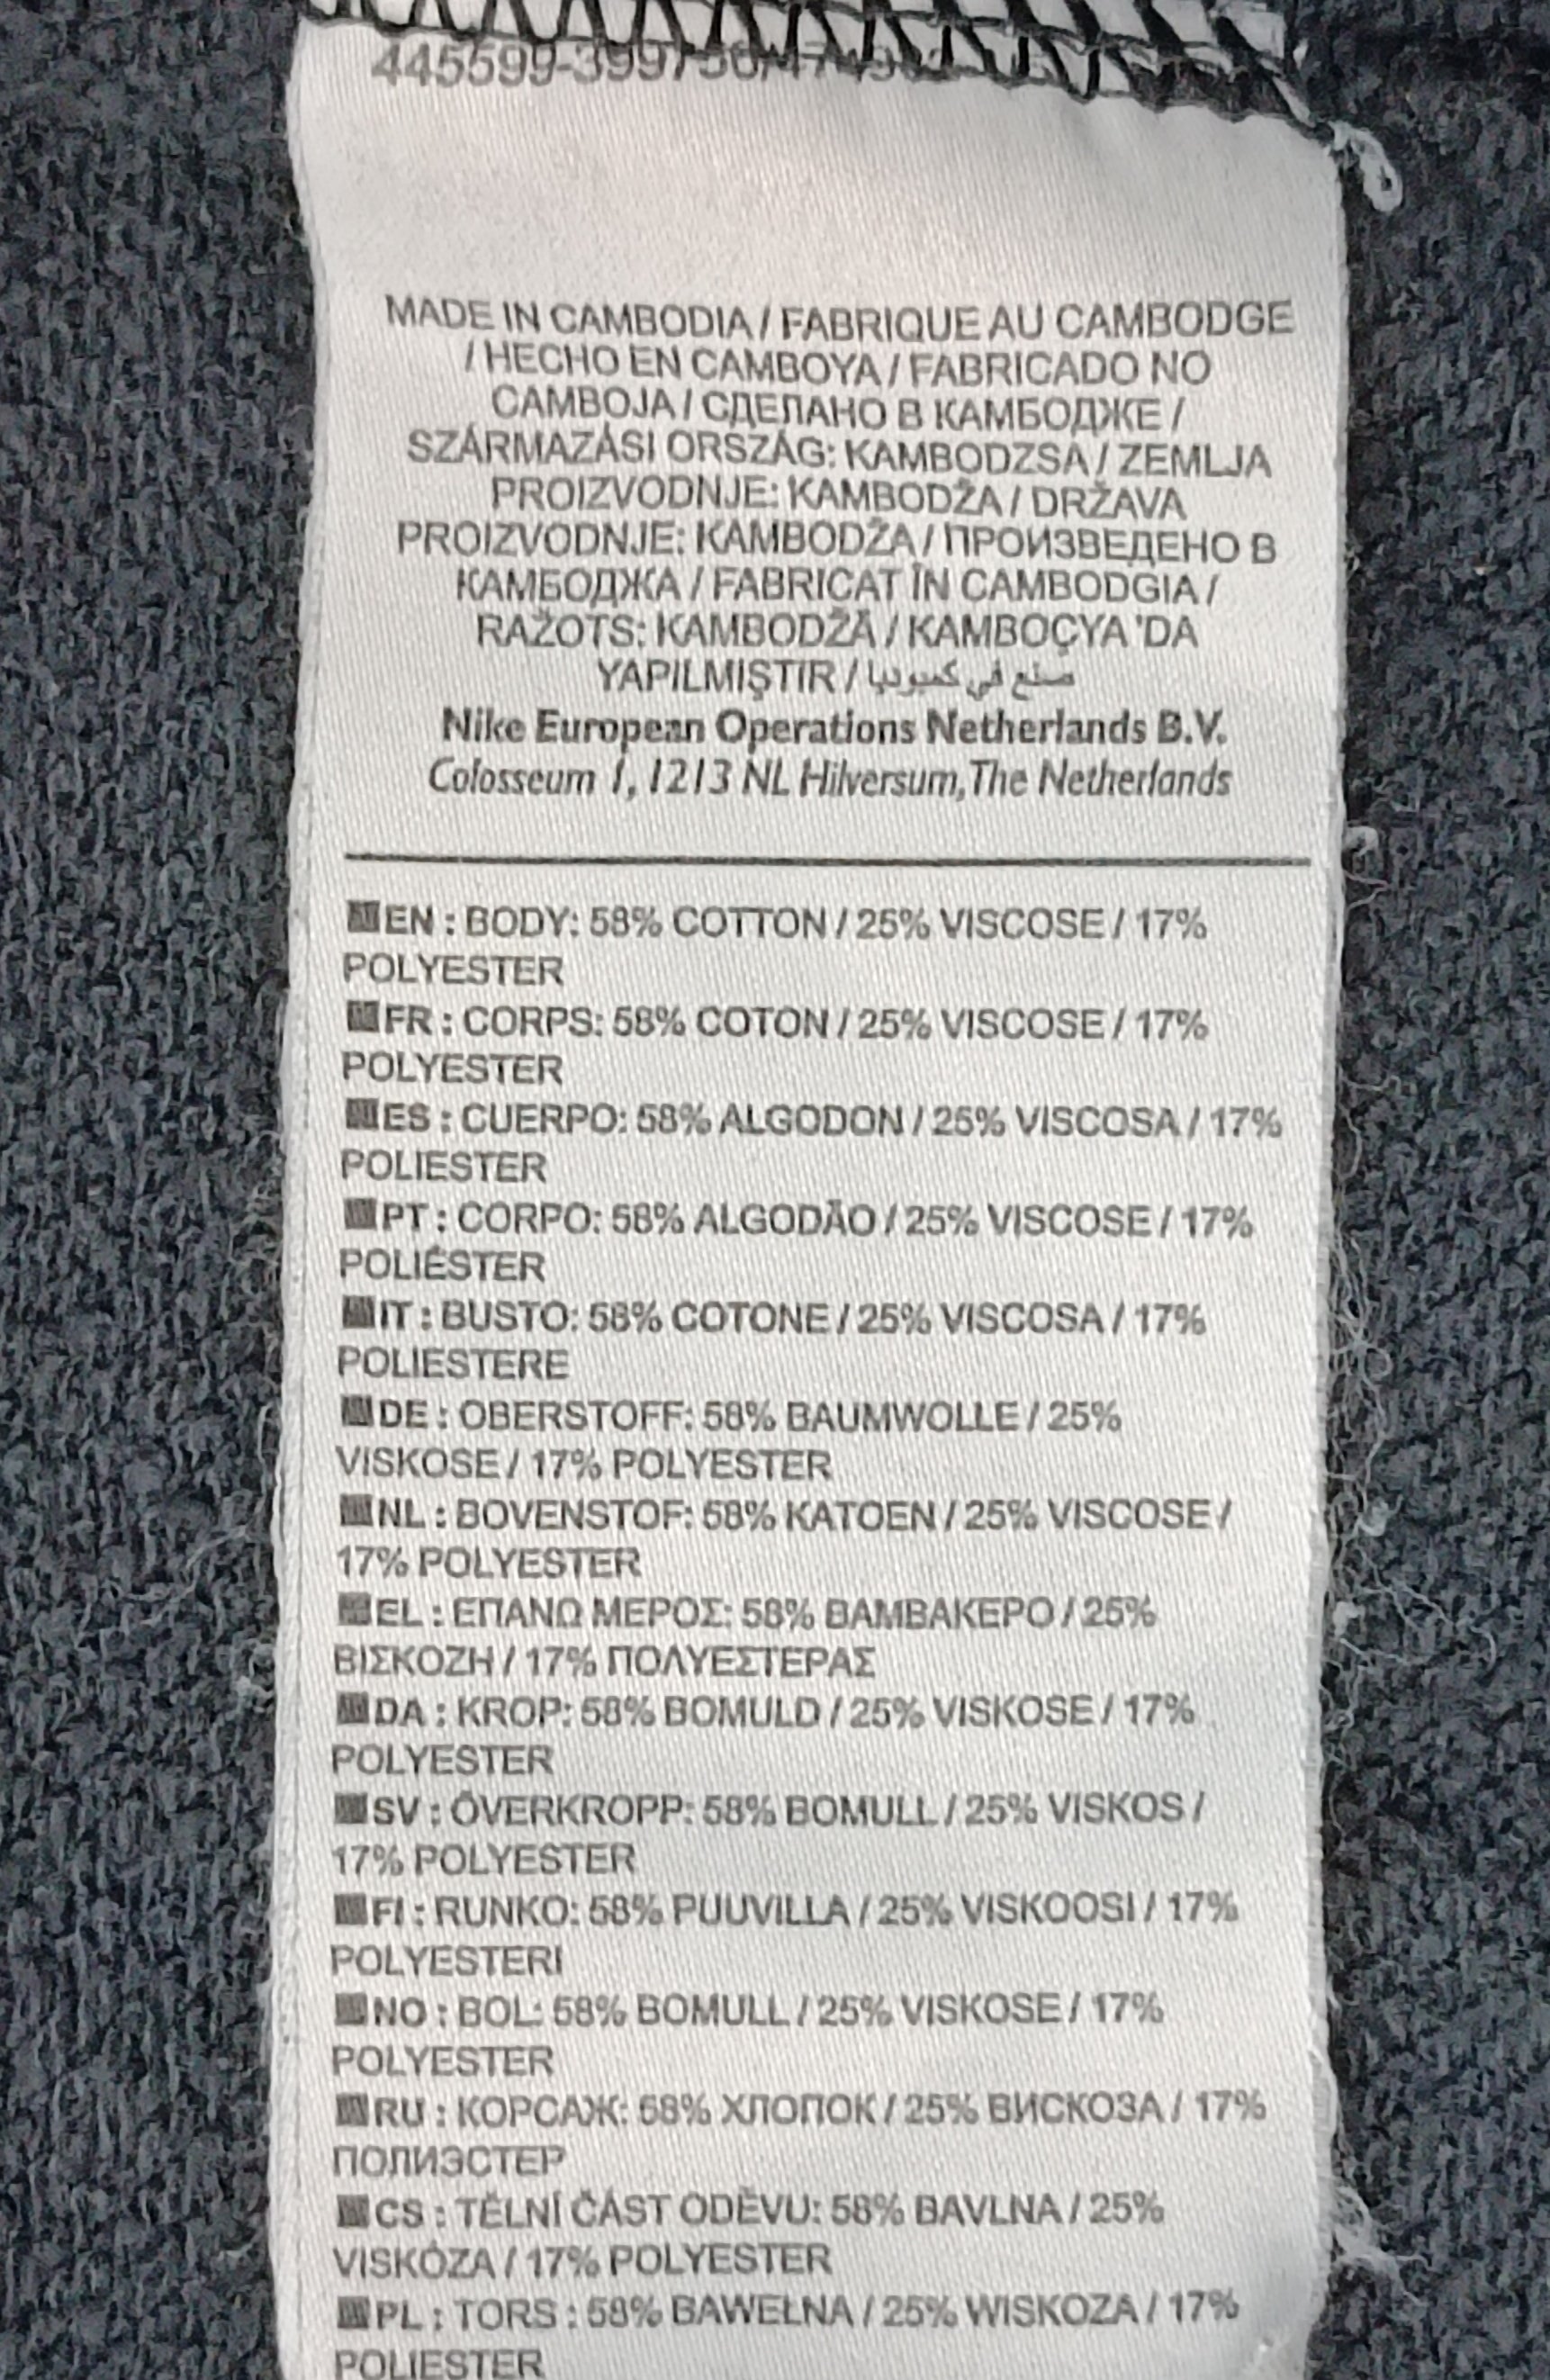 MADE IN CAMBODIA / FABRIQUE AU CAMBODGE
/ HECHO EN CAMBOYA / FABRICADO NO
CAMBOJA / СДЕЛАНО В КАМБОДЖЕ /
SZÁRMAZÁSI ORSZÁG: KAMBODZSA / ZEMLJA
PROIZVODNJE: KAMBODŽA / DRŽAVA
PROIZVODNJE: KAMBODŽA / ПРОИЗВЕДЕНО В
КАМБОДЖА / FABRICAT ÎN CAMBODGIA /
RAŽOTS: KAMBODŽĀ / KAMBOÇYA 'DA
YAPILMIŞTIR / صنع في كمبوديا
Nike European Operations Netherlands B.V.
Colosseum 1, 1213 NL Hilversum, The Netherlands
EN : BODY: 58% COTTON / 25% VISCOSE / 17%
POLYESTER
FR : CORPS: 58% COTON / 25% VISCOSE / 17%
POLYESTER
ES : CUERPO: 58% ALGODON / 25% VISCOSA / 17%
POLIESTER
PT : CORPO: 58% ALGODÃO / 25% VISCOSE / 17%
POLIÉSTER
IT : BUSTO: 58% COTONE / 25% VISCOSA / 17%
POLIESTERE
DE : OBERSTOFF: 58% BAUMWOLLE / 25%
VISKOSE / 17% POLYESTER
NL : BOVENSTOF: 58% KATOEN / 25% VISCOSE /
17% POLYESTER
EL : ΕΠΑΝΩ ΜΕΡΟΣ: 58% ΒΑΜΒΑΚΕΡΟ / 25%
ΒΙΣΚΟΖΗ / 17% ΠΟΛΥΕΣΤΕΡΑΣ
DA : KROP: 58% BOMULD / 25% VISKOSE / 17%
POLYESTER
SV : ÖVERKROPP: 58% BOMULL / 25% VISKOS /
17% POLYESTER
FI : RUNKO: 58% PUUVILLA / 25% VISKOOSI / 17%
POLYESTERI
NO : BOL: 58% BOMULL / 25% VISKOSE / 17%
POLYESTER
RU : КОРСАЖ: 58% ХЛОПОК / 25% ВИСКОЗА / 17%
ПОЛИЭСТЕР
CS : TĚLNÍ ČÁST ODĚVU: 58% BAVLNA / 25%
VISKÓZA / 17% POLYESTER
PL : TORS : 58% BAWEŁNA / 25% WISKOZA / 17%
POLIESTER